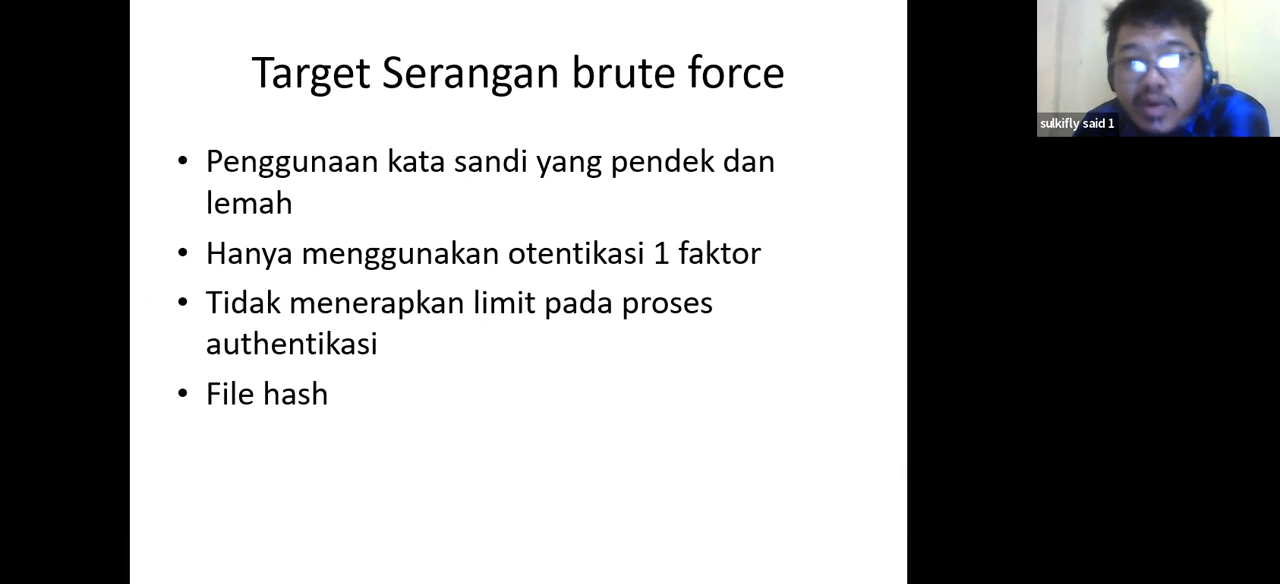 Target Serangan brute force
• Penggunaan kata sandi yang pendek dan
lemah
• Hanya menggunakan otentikasi 1 faktor
• Tidak menerapkan limit pada proses
authentikasi
• File hash
sulkifly said 1